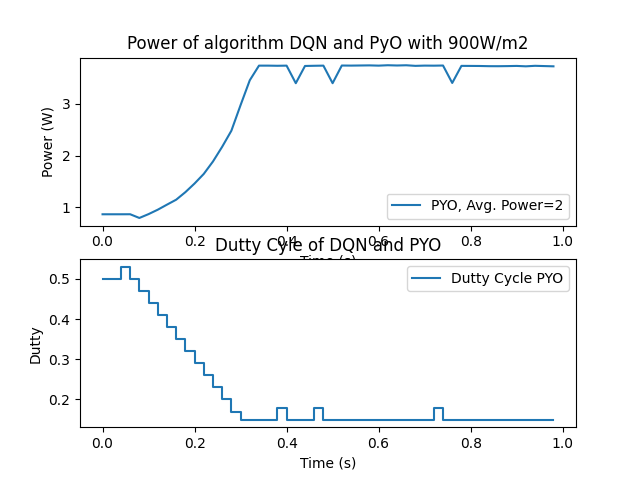 Power of algorithm DQN and PyO with 900W/m2
Power (W)
3
2
1
PYO, Avg. Power=2
0.0 0.2 0.4 0.6 0.8 1.0
Time (s)
Dutty Cyle of DQN and PYO
Dutty
0.5
0.4
0.3
0.2
Dutty Cycle PYO
0.0 0.2 0.4 0.6 0.8 1.0
Time (s)